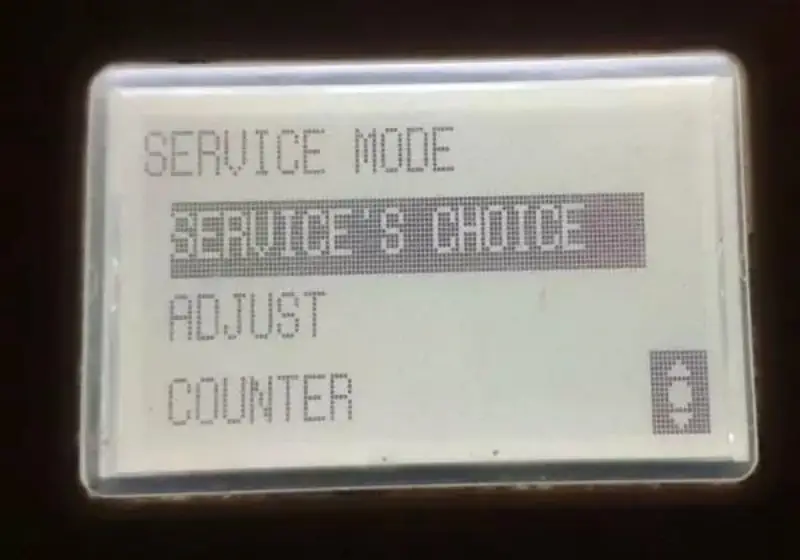 SERVICE MODE
SERVICE'S CHOICE
ADJUST
COUNTER